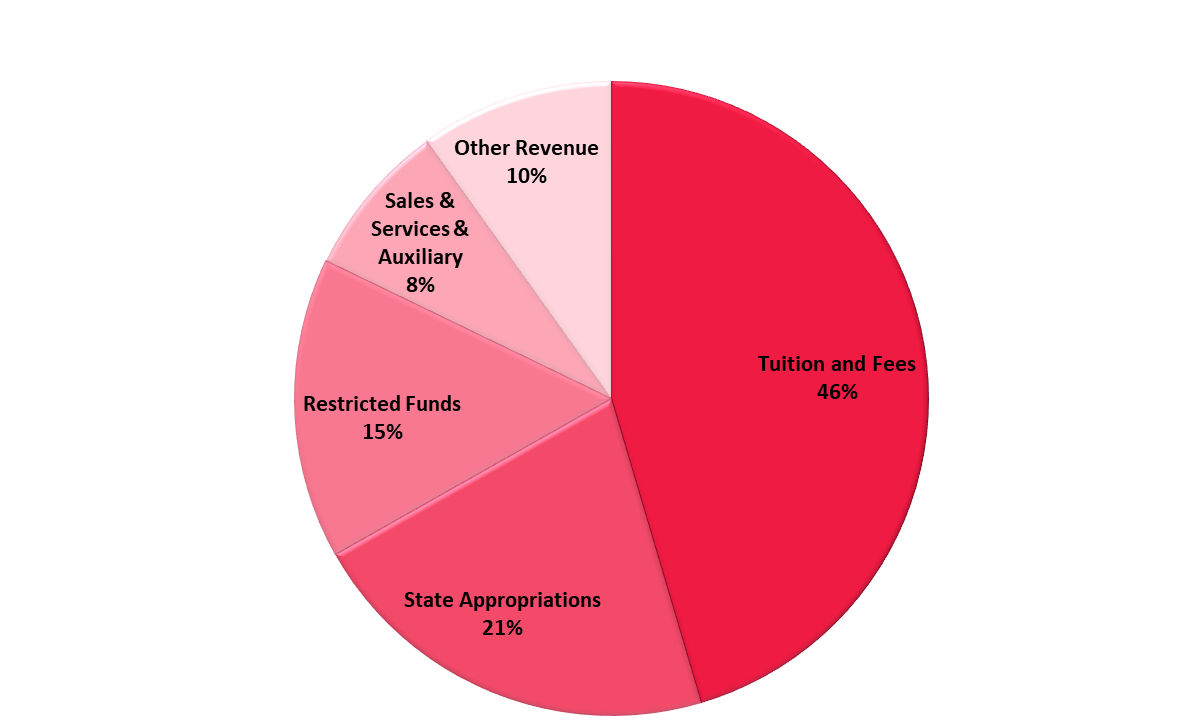 Other Revenue
10%
Sales &
Services &
Auxiliary
8%
Tuition and Fees
46%
Restricted Funds
15%
State Appropriations
21%